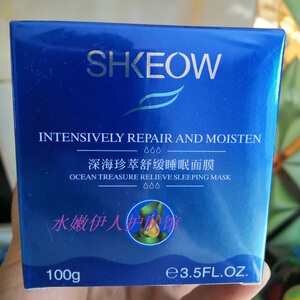 SHKEOW
INTENSIVELY REPAIR AND MOISTEN
深海珍萃舒缓睡眠面膜
OCEAN TREASURE RELIEVE SLEEPING MASK
水嫩伊人护肤馆
100g ℮3.5FL.OZ.